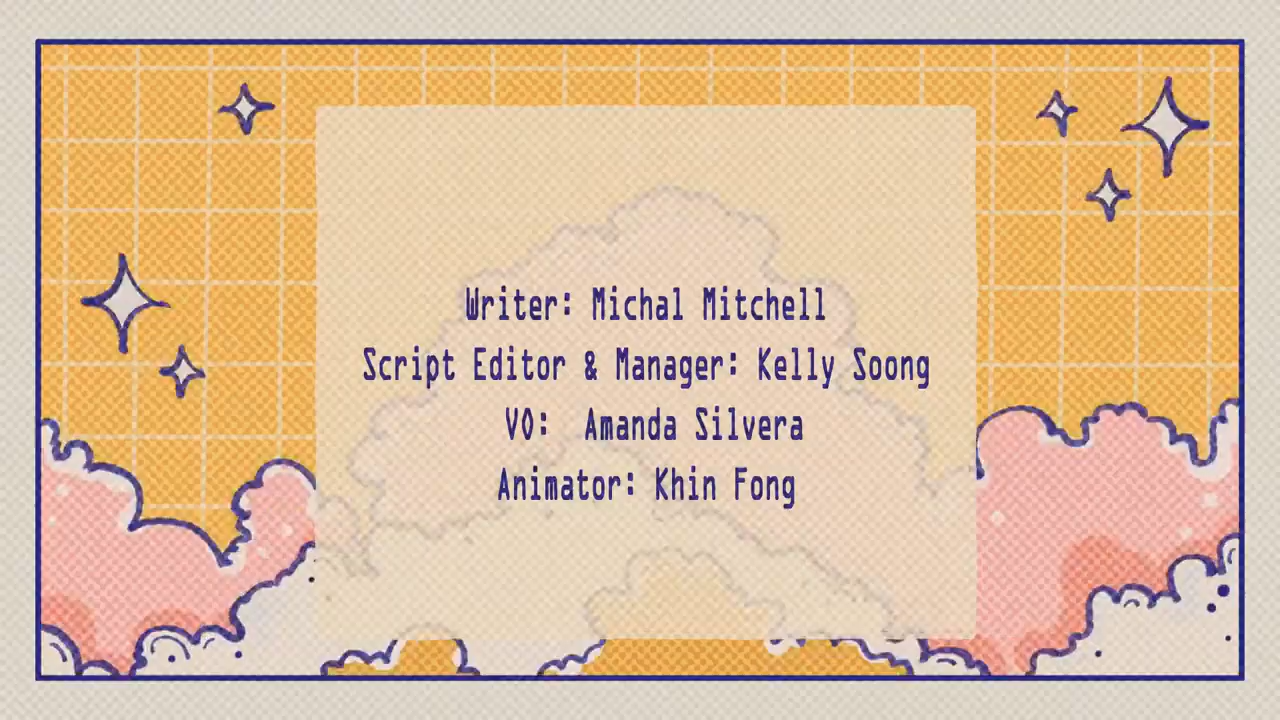 Writer: Michal Mitchell
Script Editor & Manager: Kelly Soong
VO: Amanda Silvera
Animator: Khin Fong